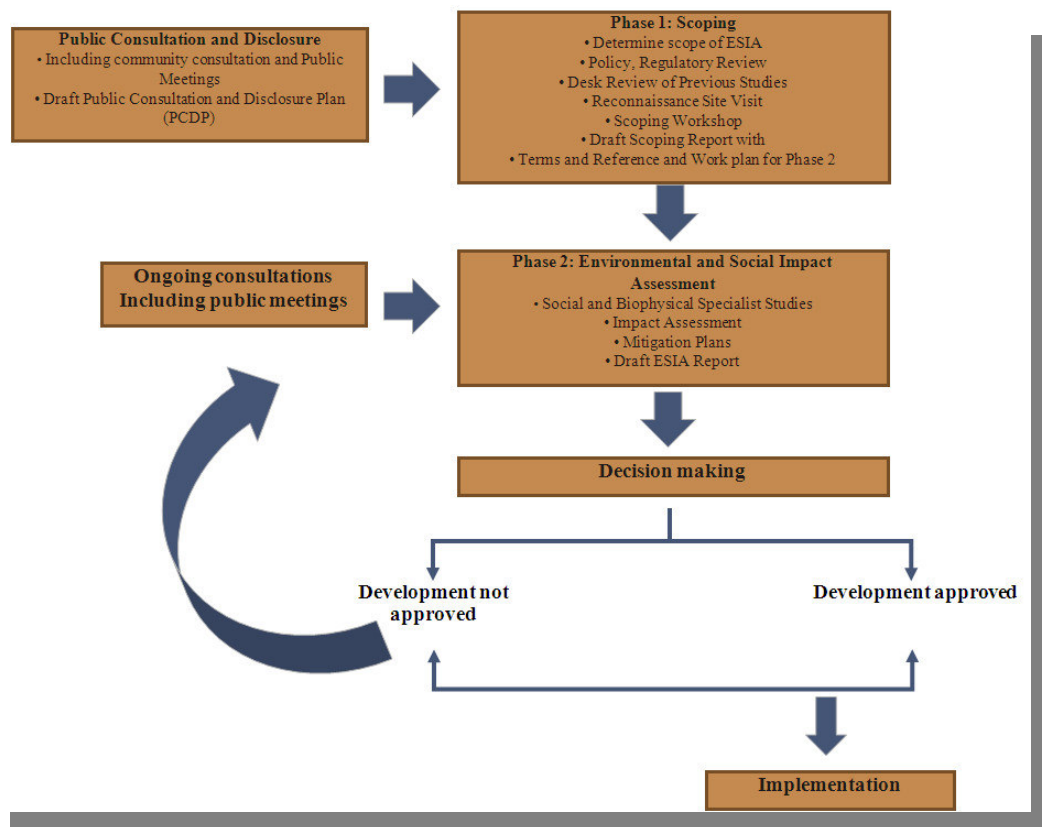 Public Consultation and Disclosure
• Including community consultation and Public
Meetings
• Draft Public Consultation and Disclosure Plan
(PCDP)
Phase 1: Scoping
• Determine scope of ESIA
• Policy, Regulatory Review
• Desk Review of Previous Studies
• Reconnaissance Site Visit
• Scoping Workshop
• Draft Scoping Report with
• Terms and Reference and Work plan for Phase 2
Ongoing consultations
Including public meetings
Phase 2: Environmental and Social Impact
Assessment
• Social and Biophysical Specialist Studies
• Impact Assessment
• Mitigation Plans
• Draft ESIA Report
Decision making
Development not
approved
Development approved
Implementation